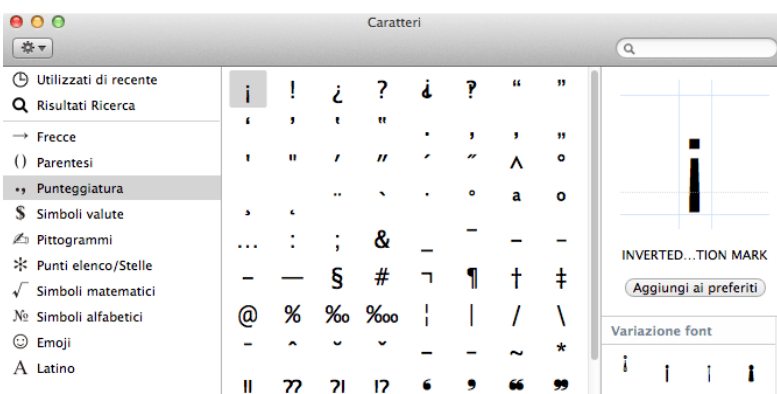 Caratteri
Utilizzati di recente
Risultati Ricerca
→ Frecce
() Parentesi
., Punteggiatura
$ Simboli valute
Pittogrammi
Punti elenco/Stelle
√ Simboli matematici
№ Simboli alfabetici
Emoji
A Latino
¡ ! ¿ ? ⸘ ‽ “ ”
‘ ’ ‛ ‟ · , ‚ „
' " ′ ″ ´ ˝ ^ °
¸ ˛ ¨ ` ˙ ° ª º
… : ; & _ ‾ – –
– — § # ¬ ¶ † ‡
@ % ‰ ‱ ¦ | / \
ˉ ˆ ˘ ˇ – – ~ *
‼ ⁇ ⁈ ⁉ ❛ ❜ ❝ ❞
¡
INVERTED...TION MARK
Aggiungi ai preferiti
Variazione font
¡ ¡ ¡ ¡